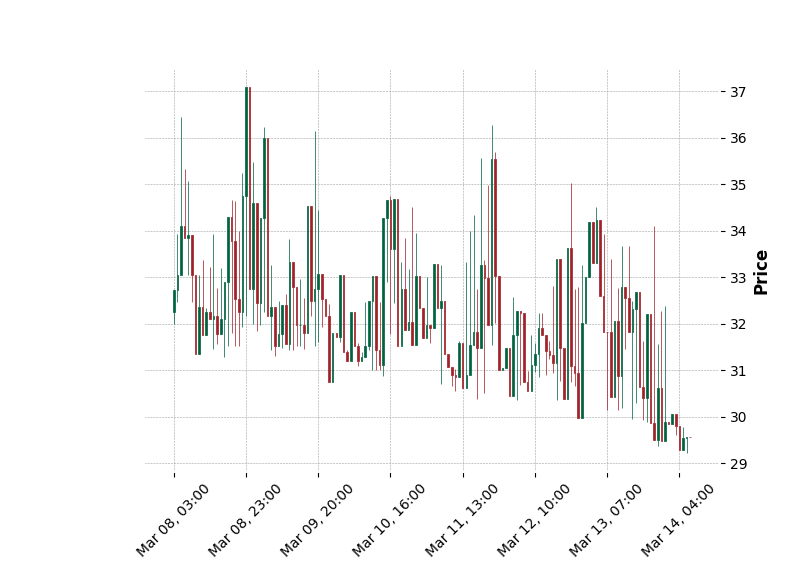 37
36
35
34
33
32
31
30
29
Price
Mar 08, 03:00
Mar 08, 23:00
Mar 09, 20:00
Mar 10, 16:00
Mar 11, 13:00
Mar 12, 10:00
Mar 13, 07:00
Mar 14, 04:00